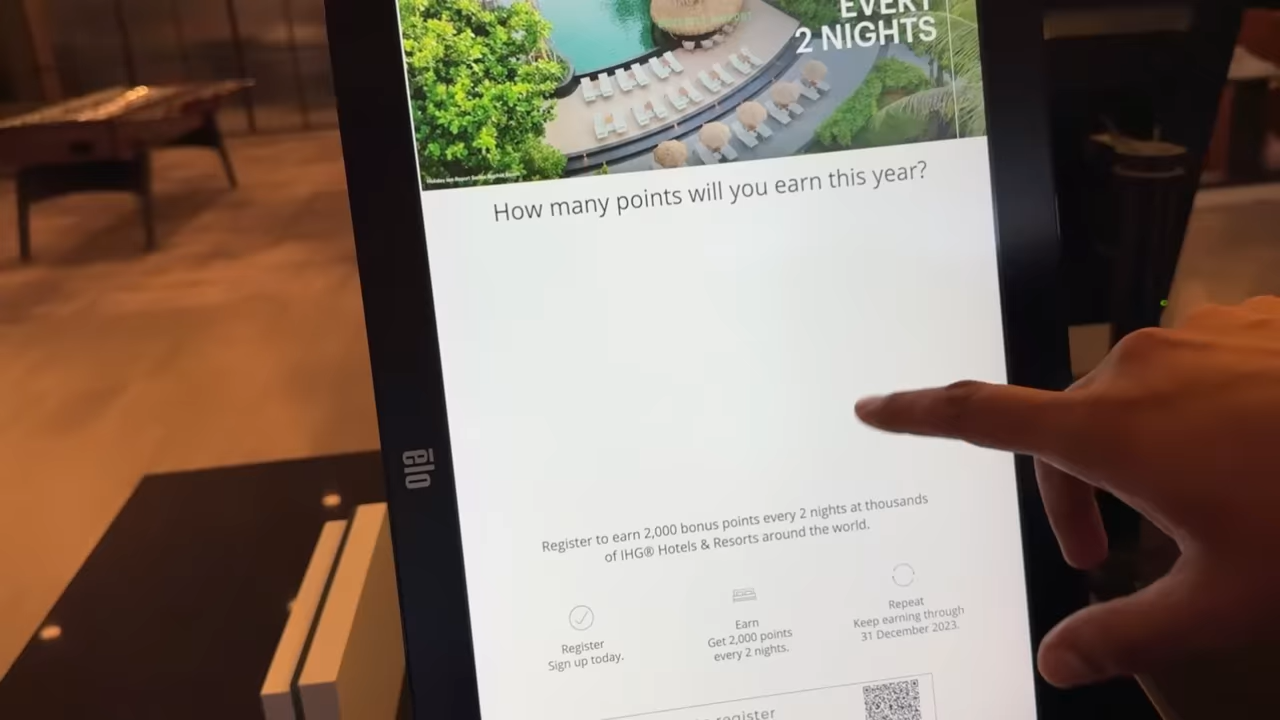 EVERY
2 NIGHTS
How many points will you earn this year?
elo
Register to earn 2,000 bonus points every 2 nights at thousands
of IHG® Hotels & Resorts around the world.
Register
Sign up today.
Earn
Get 2,000 points
every 2 nights.
Repeat
Keep earning through
31 December 2023.
register